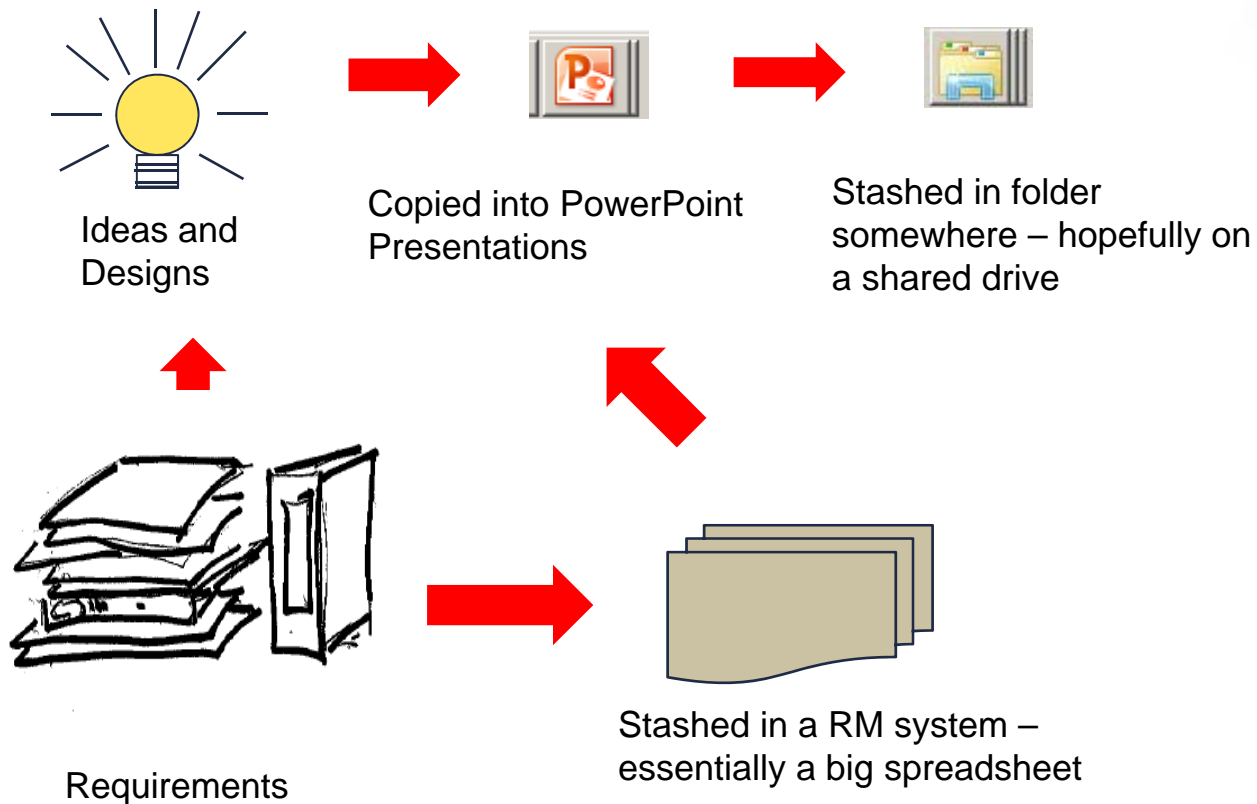 Ideas and
Designs
Copied into PowerPoint
Presentations
Stashed in folder
somewhere – hopefully on
a shared drive
P
Requirements
Stashed in a RM system –
essentially a big spreadsheet